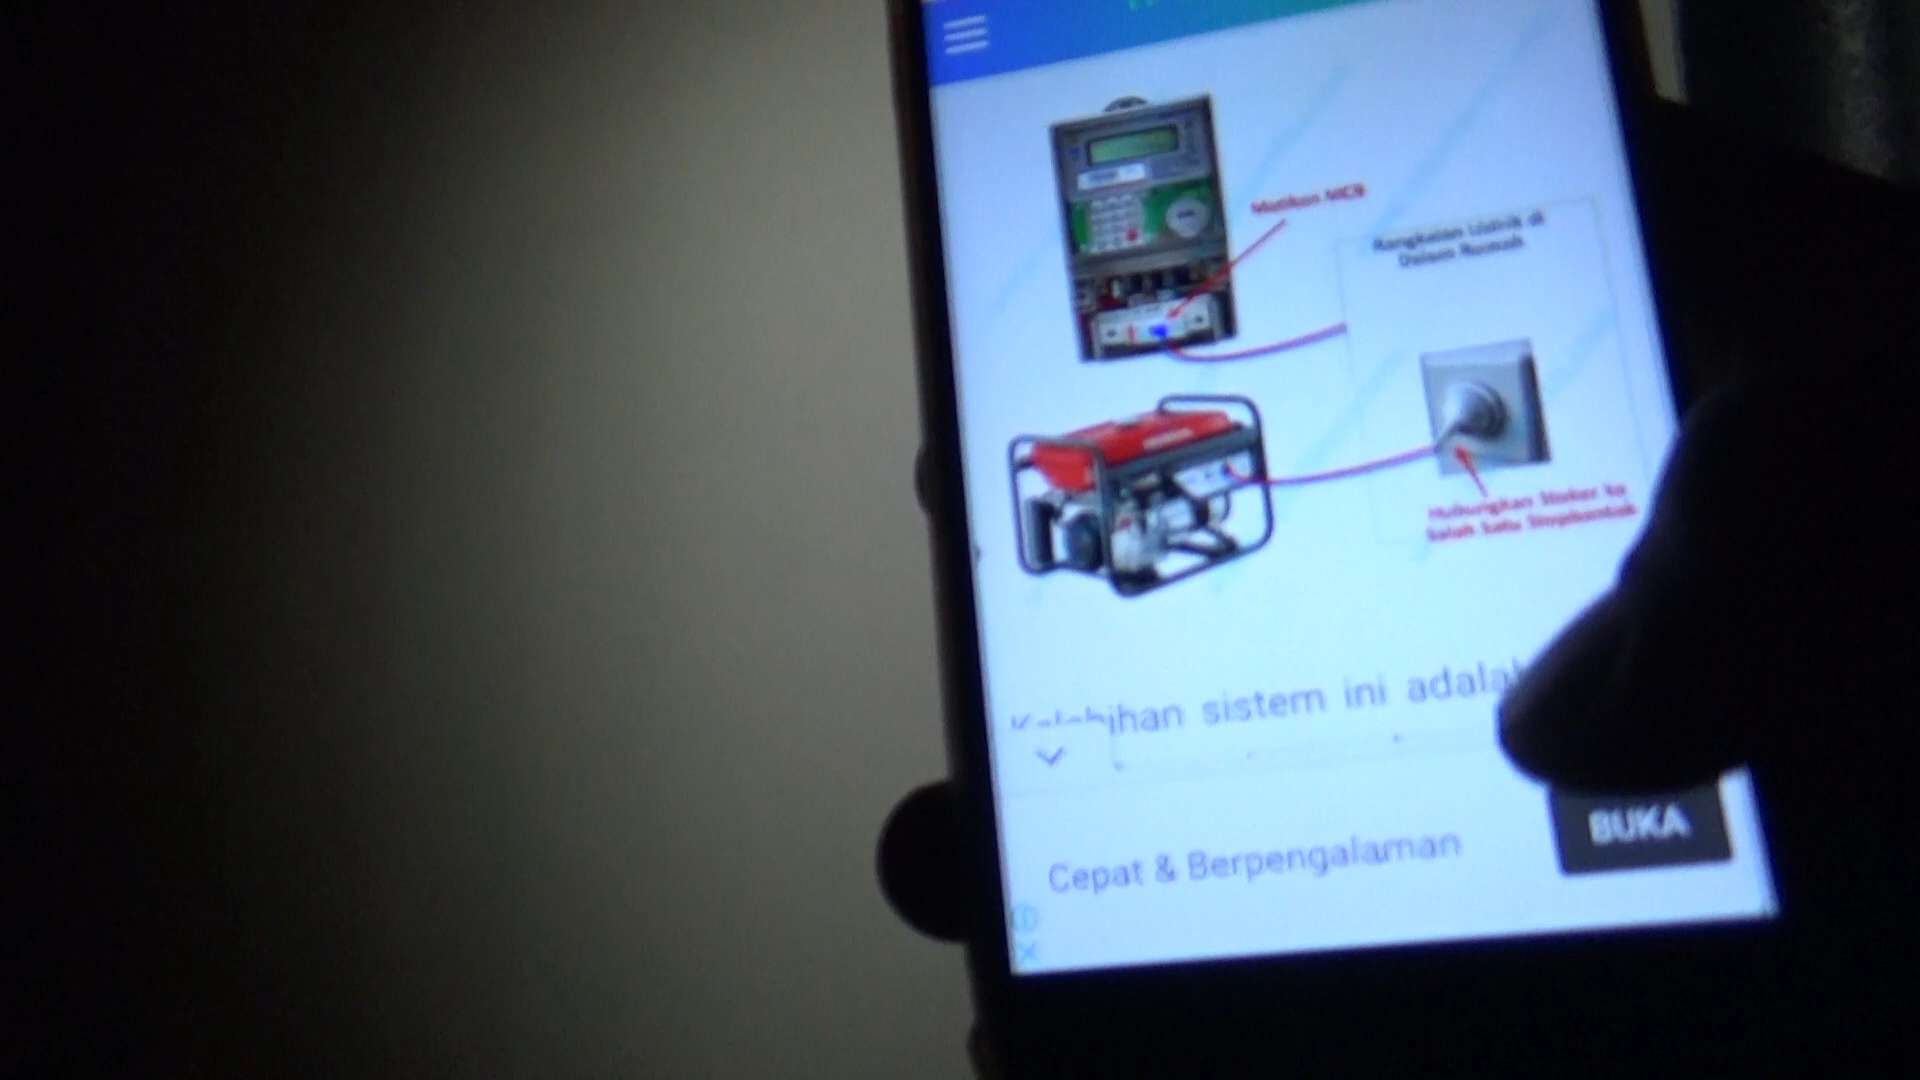 Matikan MCB
Rangkaian Listrik di
Dalam Rumah
Hubungkan Steker ke
Salah Satu Stopkontak
Kelebihan sistem ini adalah
Cepat & Berpengalaman
BUKA